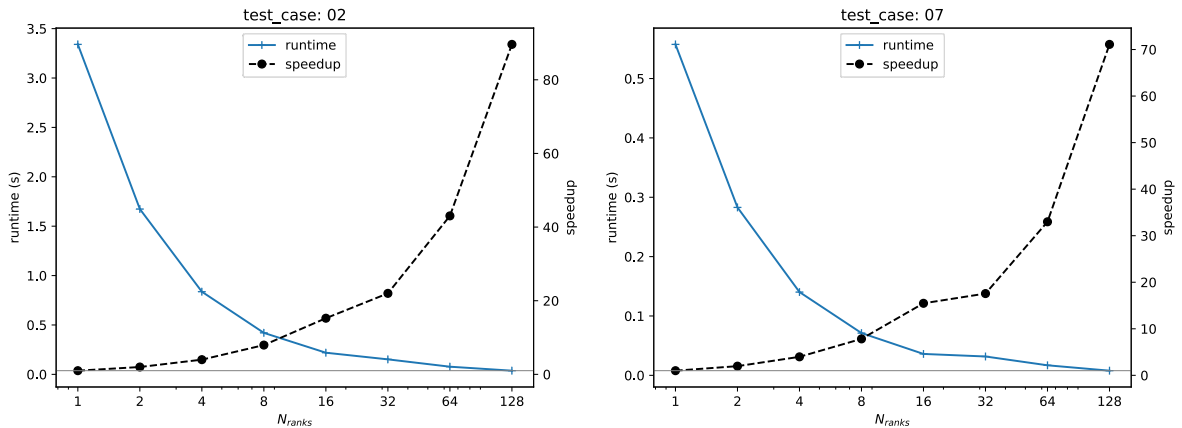 test_case: 02
runtime
speedup
3.5
3.0
2.5
2.0
1.5
1.0
0.5
0.0
runtime (s)
80
60
40
20
0
speedup
1 2 4 8 16 32 64 128
N_ranks
test_case: 07
runtime
speedup
0.5
0.4
0.3
0.2
0.1
0.0
runtime (s)
70
60
50
40
30
20
10
0
speedup
1 2 4 8 16 32 64 128
N_ranks